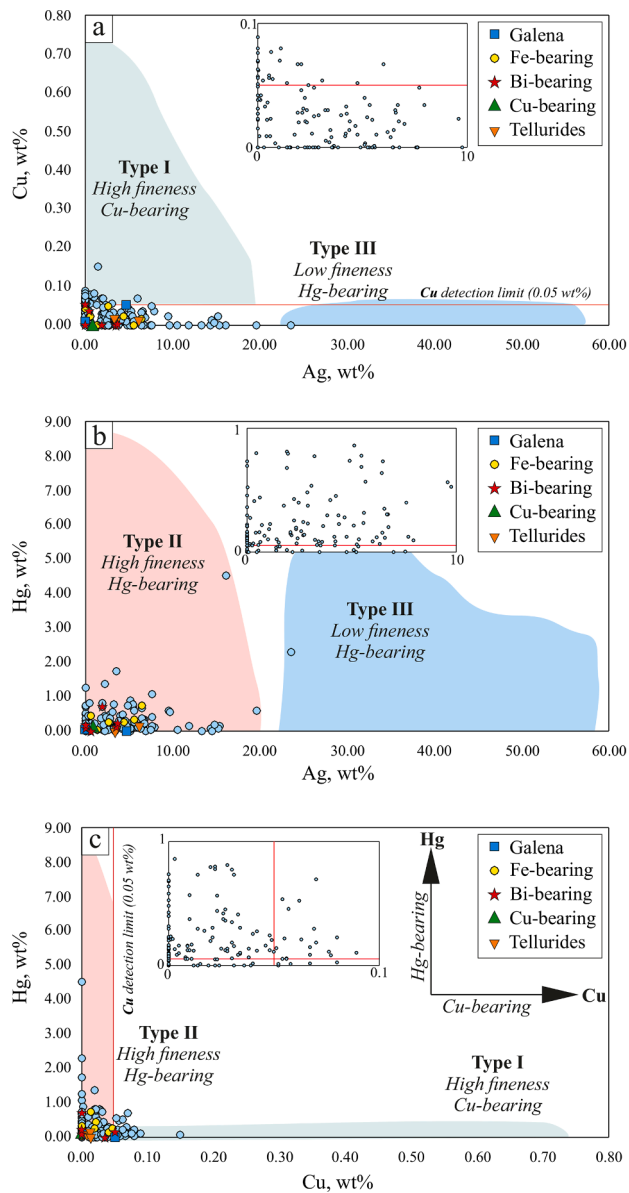 a
0.80
0.70
0.60
0.50
0.40
0.30
0.20
0.10
0.00
Cu, wt%
0.00
10.00
20.00
30.00
40.00
50.00
60.00
Ag, wt%
0.1
0
0
10
Galena
Fe-bearing
Bi-bearing
Cu-bearing
Tellurides
Type I
High fineness
Cu-bearing
Type III
Low fineness
Hg-bearing
Cu detection limit (0.05 wt%)
b
9.00
8.00
7.00
6.00
5.00
4.00
3.00
2.00
1.00
0.00
Hg, wt%
0.00
10.00
20.00
30.00
40.00
50.00
60.00
Ag, wt%
1
0
0
10
Galena
Fe-bearing
Bi-bearing
Cu-bearing
Tellurides
Type II
High fineness
Hg-bearing
Type III
Low fineness
Hg-bearing
c
9.00
8.00
7.00
6.00
5.00
4.00
3.00
2.00
1.00
0.00
Hg, wt%
0.00
0.10
0.20
0.30
0.40
0.50
0.60
0.70
0.80
Cu, wt%
Cu detection limit (0.05 wt%)
1
0
0
0.1
Hg
Hg-bearing
Cu-bearing
Cu
Galena
Fe-bearing
Bi-bearing
Cu-bearing
Tellurides
Type II
High fineness
Hg-bearing
Type I
High fineness
Cu-bearing